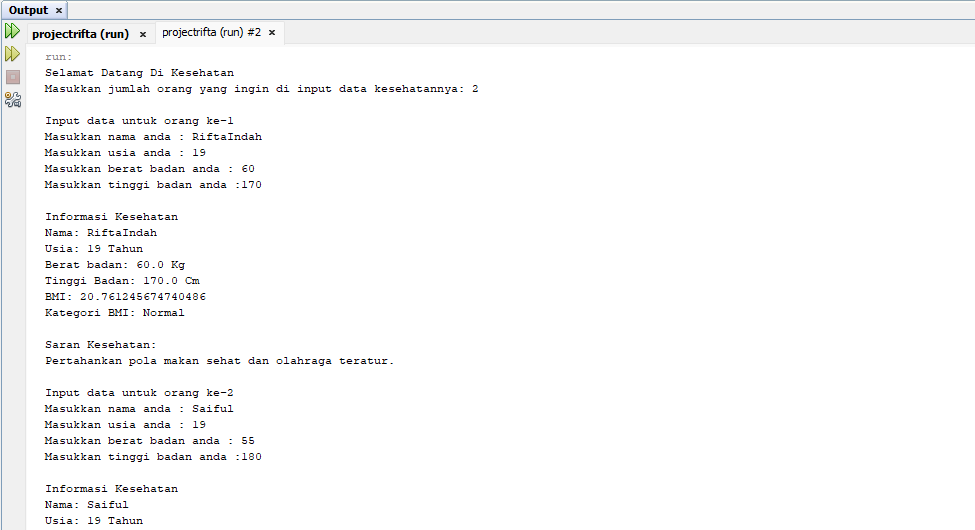 Output
projectrifta (run) projectrifta (run) #2
run:
Selamat Datang Di Kesehatan
Masukkan jumlah orang yang ingin di input data kesehatannya: 2
Input data untuk orang ke-1
Masukkan nama anda : RiftaIndah
Masukkan usia anda : 19
Masukkan berat badan anda : 60
Masukkan tinggi badan anda :170
Informasi Kesehatan
Nama: RiftaIndah
Usia: 19 Tahun
Berat badan: 60.0 Kg
Tinggi Badan: 170.0 Cm
BMI: 20.761245674740486
Kategori BMI: Normal
Saran Kesehatan:
Pertahankan pola makan sehat dan olahraga teratur.
Input data untuk orang ke-2
Masukkan nama anda : Saiful
Masukkan usia anda : 19
Masukkan berat badan anda : 55
Masukkan tinggi badan anda :180
Informasi Kesehatan
Nama: Saiful
Usia: 19 Tahun